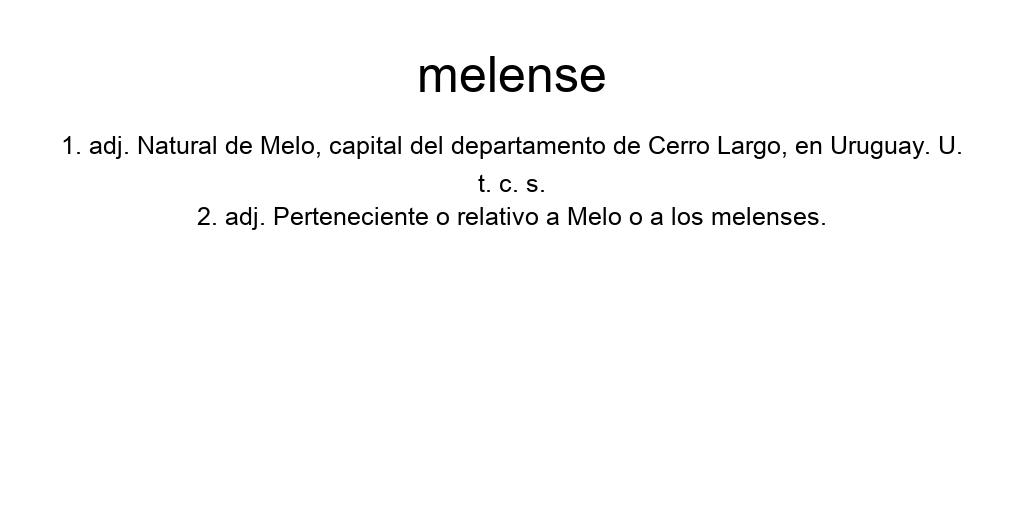 melense
1. adj. Natural de Melo, capital del departamento de Cerro Largo, en Uruguay. U.
t. c. s.
2. adj. Perteneciente o relativo a Melo o a los melenses.